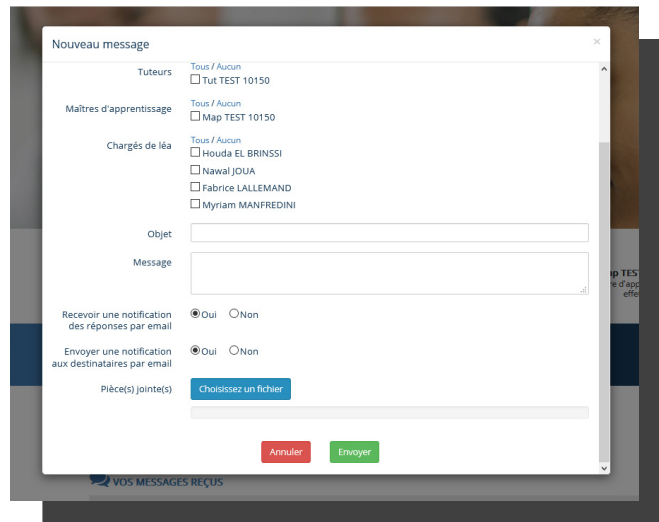 Nouveau message ×
Tuteurs
Tous / Aucun
Tut TEST 10150
Maîtres d'apprentissage
Tous / Aucun
Map TEST 10150
Chargés de léa
Tous / Aucun
Houda EL BRINSSI
Nawal JOUA
Fabrice LALLEMAND
Myriam MANFREDINI
Objet
Message
Recevoir une notification
des réponses par email
Oui Non
Envoyer une notification
aux destinataires par email
Oui Non
Pièce(s) jointe(s)
Choisissez un fichier
Annuler Envoyer
TEST
VOS MESSAGES REÇUS